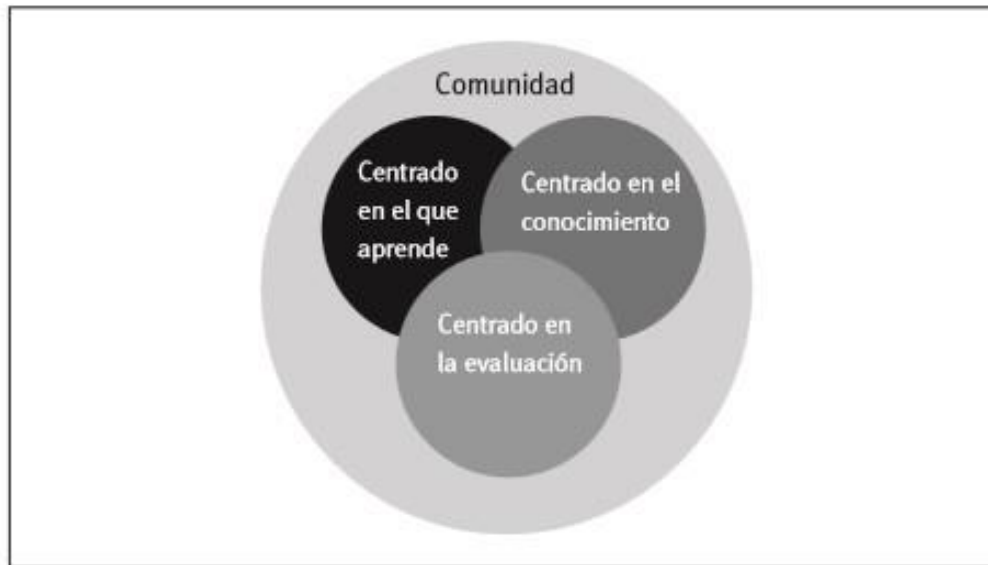 Comunidad
Centrado
en el que
aprende
Centrado en el
conocimiento
Centrado en
la evaluación